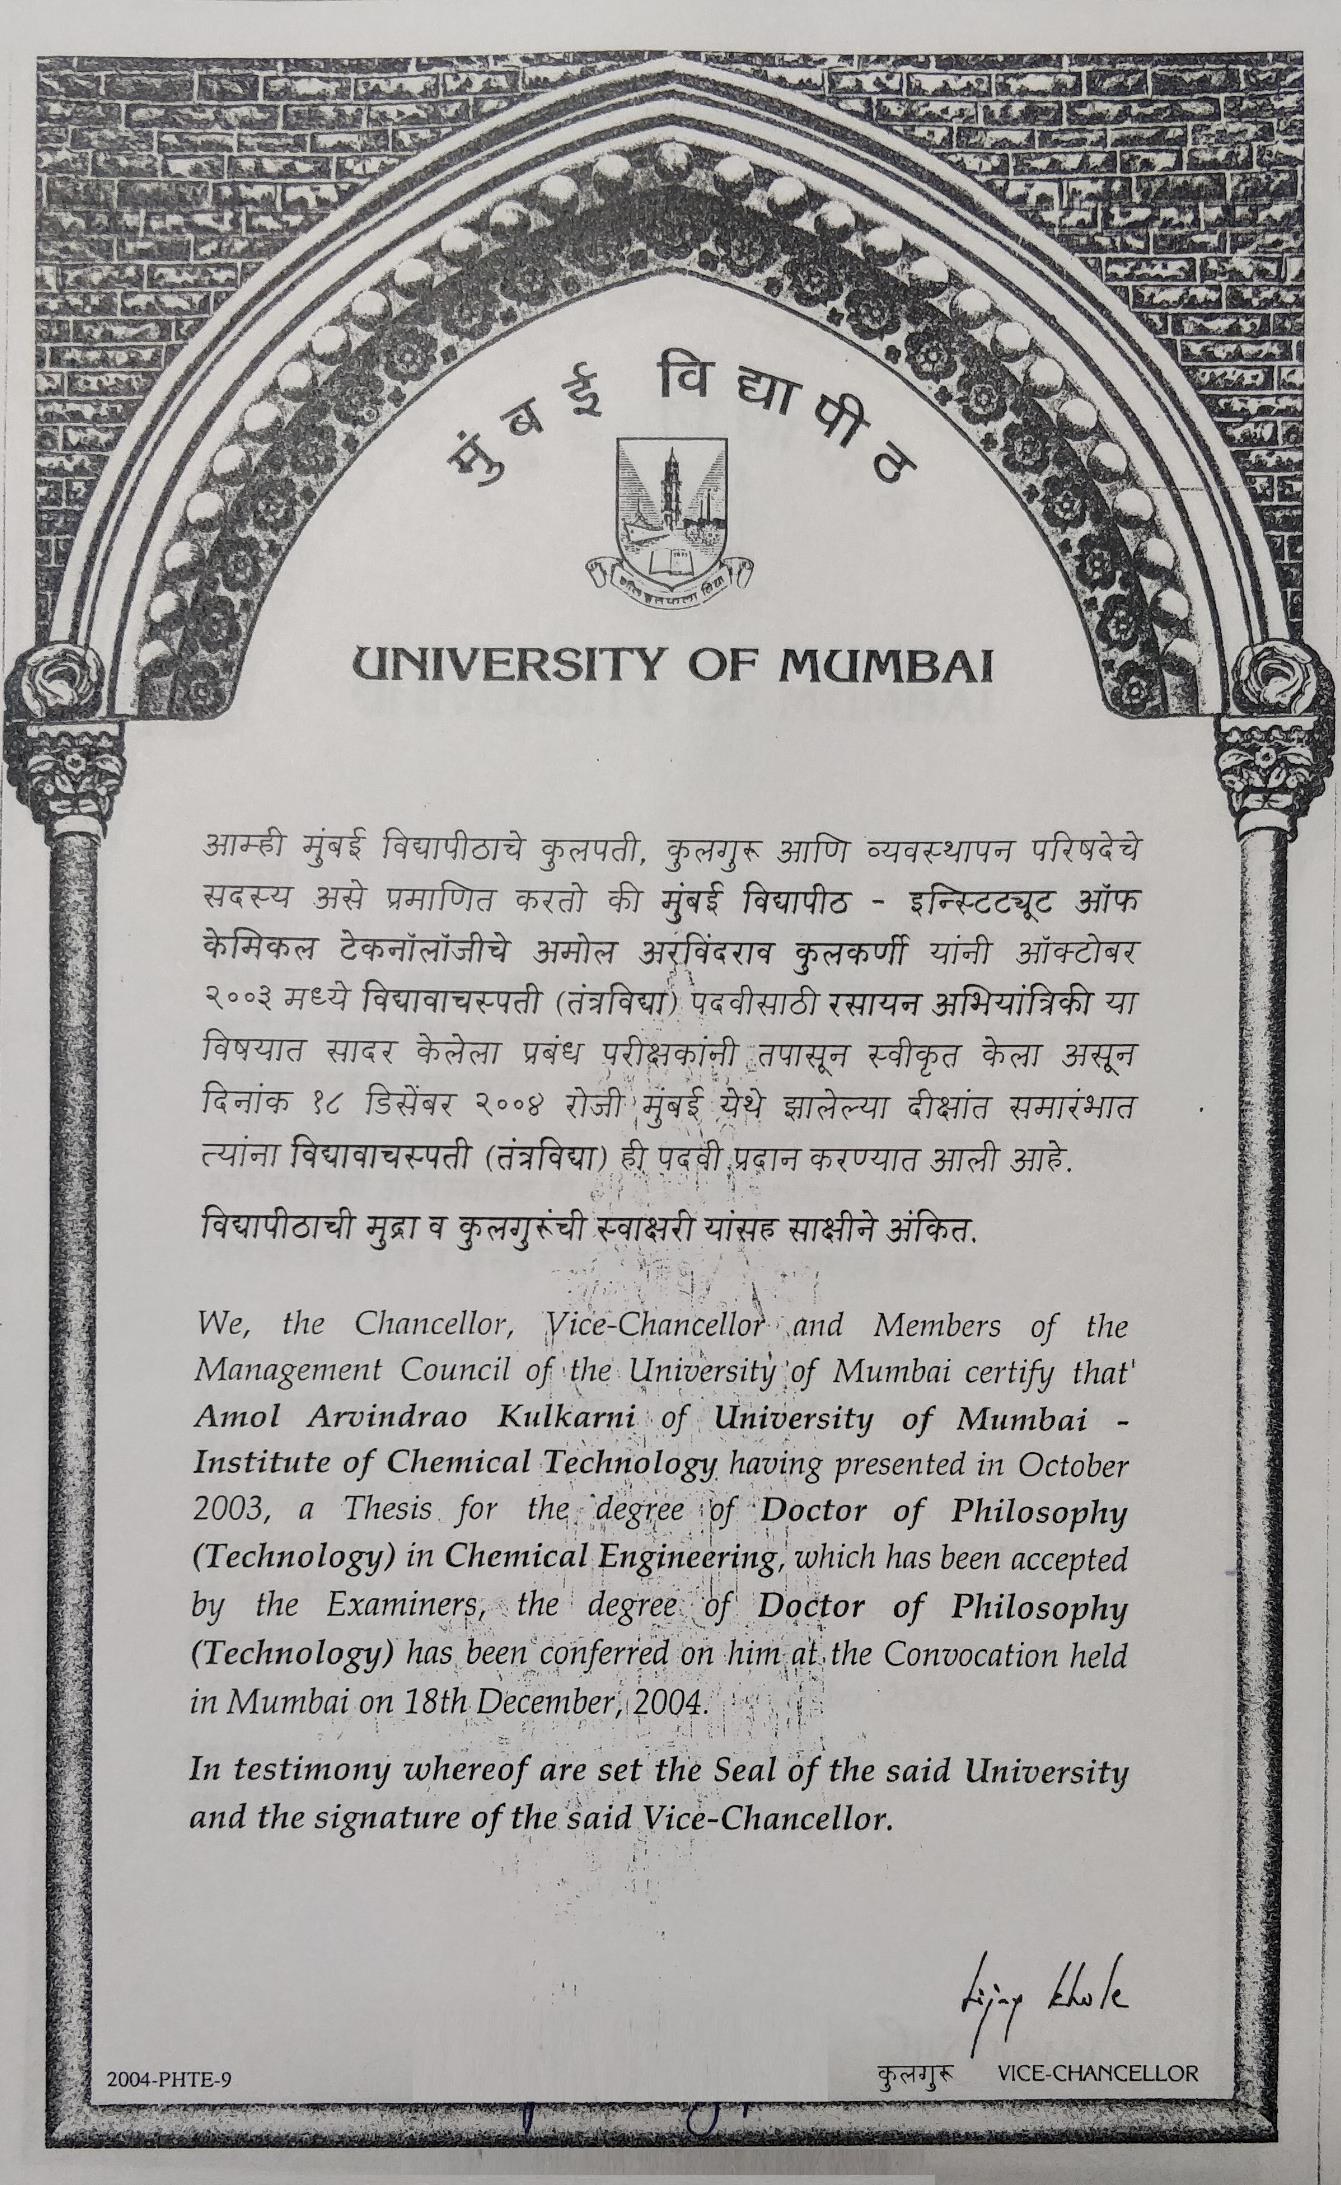 मुंबई विद्यापीठ
UNIVERSITY OF MUMBAI
आम्ही मुंबई विद्यापीठाचे कुलपती, कुलगुरू आणि व्यवस्थापन परिषदेचे
सदस्य असे प्रमाणित करतो की मुंबई विद्यापीठ - इन्स्टिट्यूट ऑफ
केमिकल टेकनॉलॉजीचे अमोल अरविंदराव कुलकर्णी यांनी ऑक्टोबर
२००३ मध्ये विद्यावाचस्पती (तंत्रविद्या) पदवीसाठी रसायन अभियांत्रिकी या
विषयात सादर केलेला प्रबंध परीक्षकांनी तपासून स्वीकृत केला असून
दिनांक १८ डिसेंबर २००४ रोजी मुंबई येथे झालेल्या दीक्षांत समारंभात
त्यांना विद्यावाचस्पती (तंत्रविद्या) ही पदवी प्रदान करण्यात आली आहे.
विद्यापीठाची मुद्रा व कुलगुरूंची स्वाक्षरी यांसह साक्षीने अंकित.
We, the Chancellor, Vice-Chancellor and Members of the
Management Council of the University of Mumbai certify that
Amol Arvindrao Kulkarni of University of Mumbai -
Institute of Chemical Technology having presented in October
2003, a Thesis for the degree of Doctor of Philosophy
(Technology) in Chemical Engineering, which has been accepted
by the Examiners, the degree of Doctor of Philosophy
(Technology) has been conferred on him at the Convocation held
in Mumbai on 18th December, 2004.
In testimony whereof are set the Seal of the said University
and the signature of the said Vice-Chancellor.
Vijay Khole
2004-PHTE-9
कुलगुरू VICE-CHANCELLOR